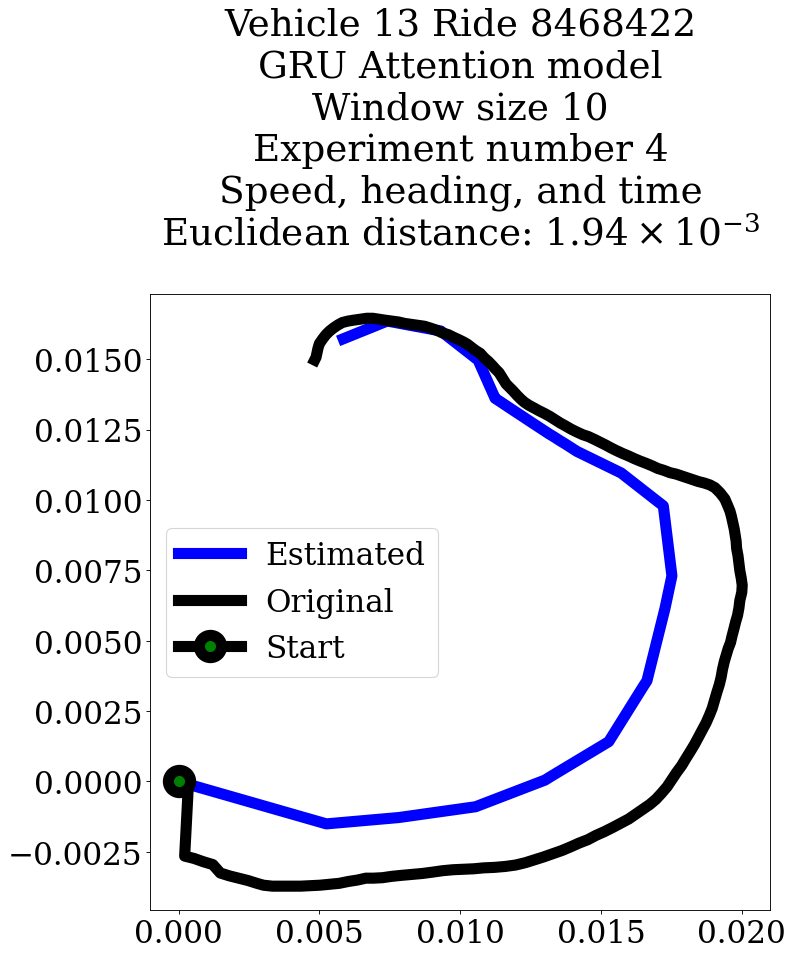 Vehicle 13 Ride 8468422
GRU Attention model
Window size 10
Experiment number 4
Speed, heading, and time
Euclidean distance: 1.94 × 10⁻³
0.0150
0.0125
0.0100
0.0075
0.0050
0.0025
0.0000
−0.0025
Estimated
Original
Start
0.000 0.005 0.010 0.015 0.020